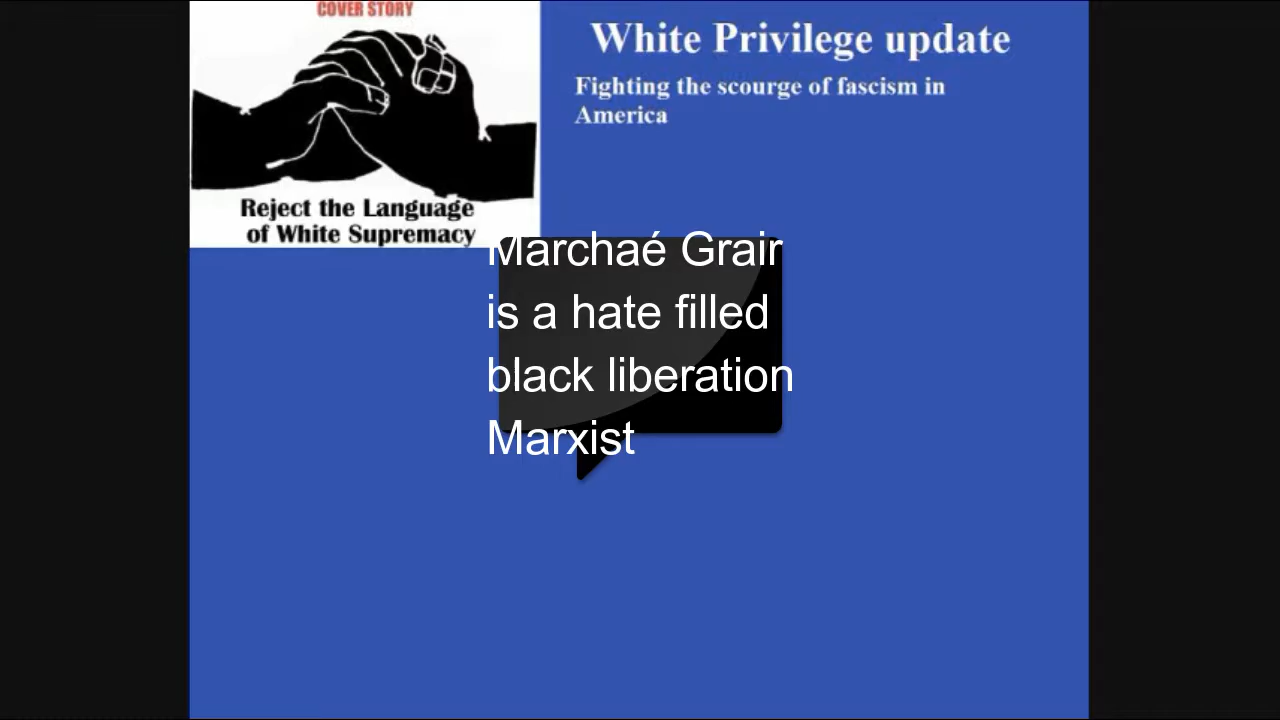 COVER STORY
Reject the Language
of White Supremacy
White Privilege update
Fighting the scourge of fascism in
America
Marchaé Grair
is a hate filled
black liberation
Marxist